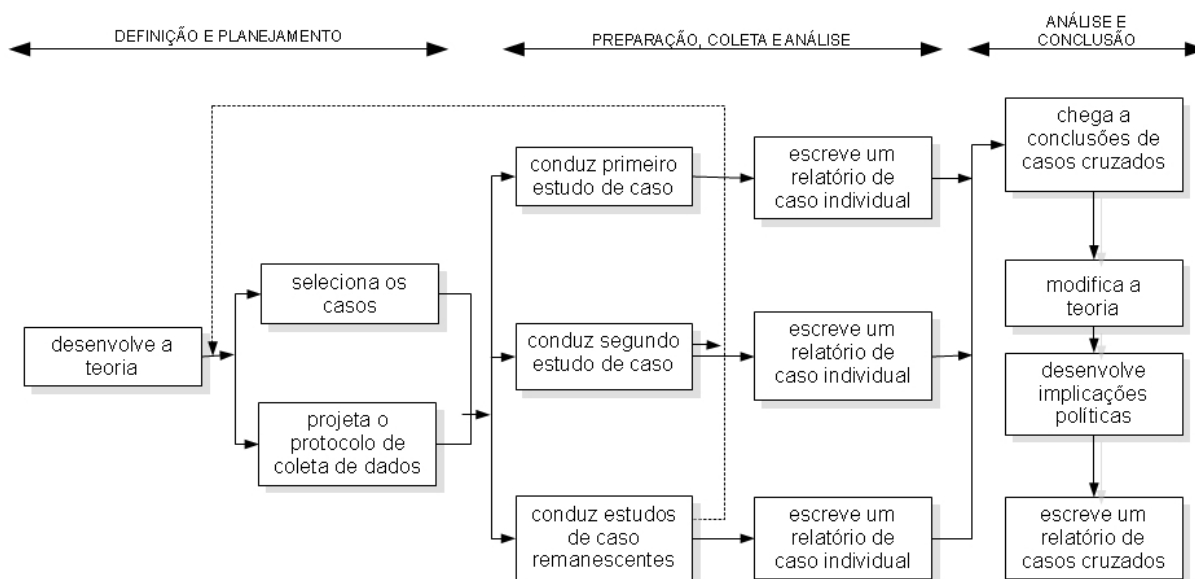 DEFINIÇÃO E PLANEJAMENTO
PREPARAÇÃO, COLETA E ANÁLISE
ANÁLISE E
CONCLUSÃO
desenvolve a
teoria
seleciona os
casos
projeta o
protocolo de
coleta de dados
conduz primeiro
estudo de caso
escreve um
relatório de
caso individual
conduz segundo
estudo de caso
escreve um
relatório de
caso individual
conduz estudos
de caso
remanescentes
escreve um
relatório de
caso individual
chega a
conclusões de
casos cruzados
modifica a
teoria
desenvolve
implicações
políticas
escreve um
relatório de
casos cruzados